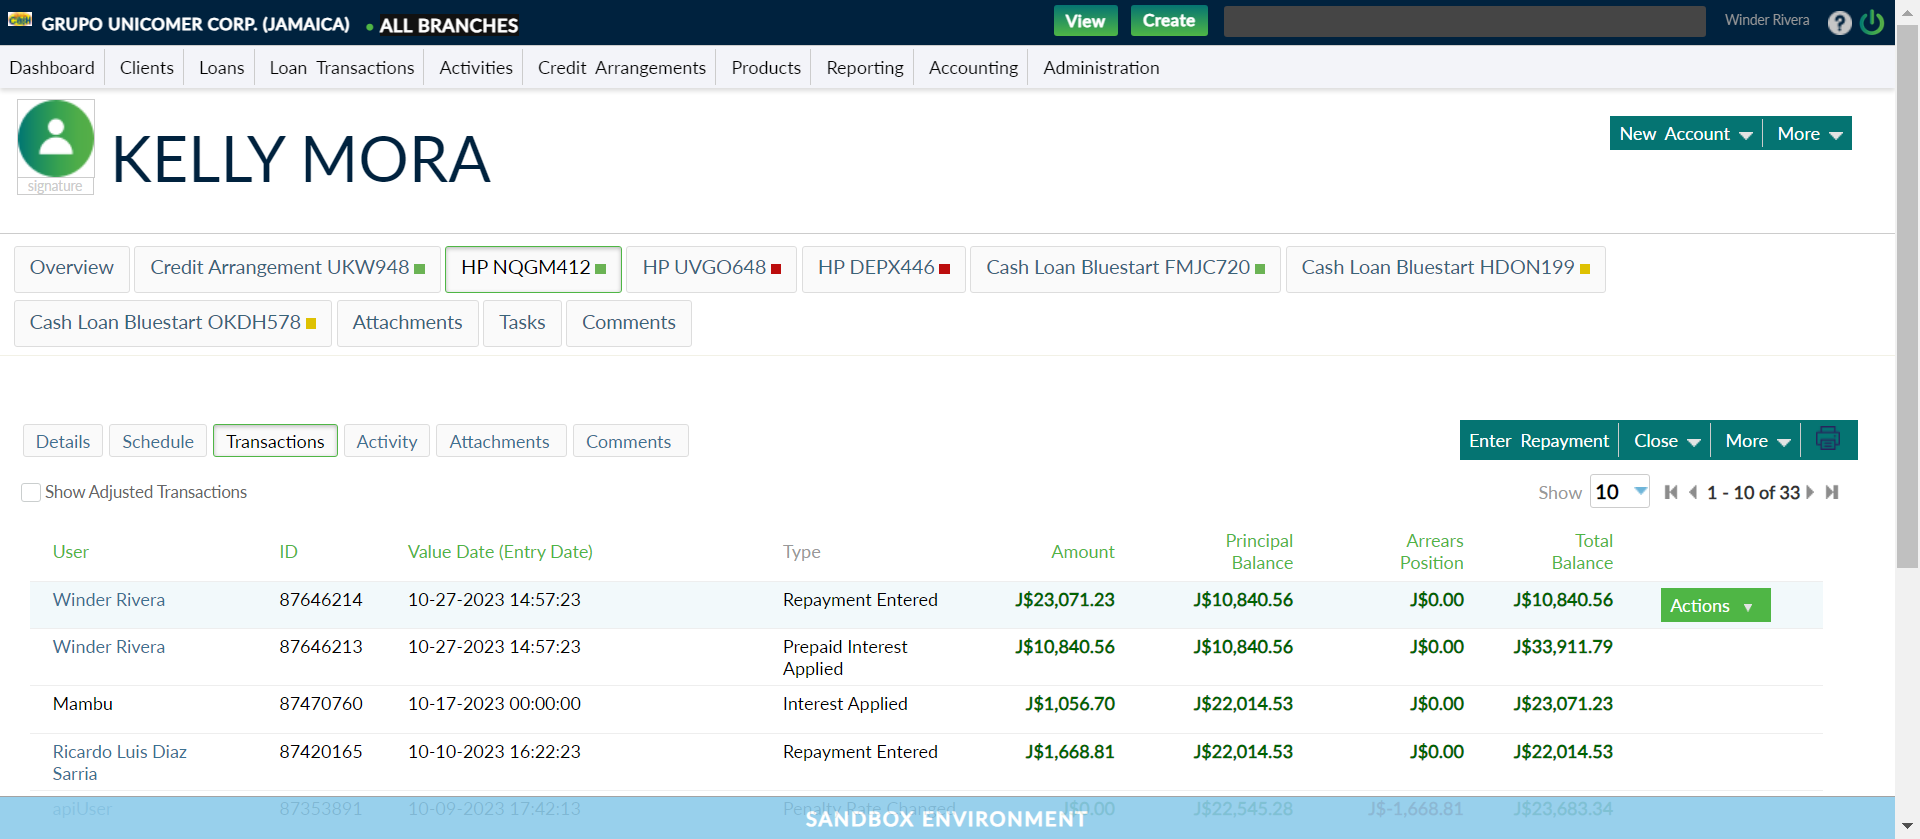 GRUPO UNICOMER CORP. (JAMAICA) ALL BRANCHES View Create Winder Rivera ?
Dashboard Clients Loans Loan Transactions Activities Credit Arrangements Products Reporting Accounting Administration
KELLY MORA
signature
New Account More
Overview Credit Arrangement UKW948 HP NQGM412 HP UVGO648 HP DEPX446 Cash Loan Bluestart FMJC720 Cash Loan Bluestart HDON199
Cash Loan Bluestart OKDH578 Attachments Tasks Comments
Details Schedule Transactions Activity Attachments Comments Enter Repayment Close More
Show Adjusted Transactions Show 10 1 - 10 of 33
User ID Value Date (Entry Date) Type Amount Principal Balance Arrears Position Total Balance
Winder Rivera 87646214 10-27-2023 14:57:23 Repayment Entered J$23,071.23 J$10,840.56 J$0.00 J$10,840.56 Actions
Winder Rivera 87646213 10-27-2023 14:57:23 Prepaid Interest Applied J$10,840.56 J$10,840.56 J$0.00 J$33,911.79
Mambu 87470760 10-17-2023 00:00:00 Interest Applied J$1,056.70 J$22,014.53 J$0.00 J$23,071.23
Ricardo Luis Diaz Sarria 87420165 10-10-2023 16:22:23 Repayment Entered J$1,668.81 J$22,014.53 J$0.00 J$22,014.53
apiUser 87353891 10-09-2023 17:42:13 Penalty Rate Changed J$0.00 J$22,545.28 J$-1,668.81 J$23,683.34
SANDBOX ENVIRONMENT